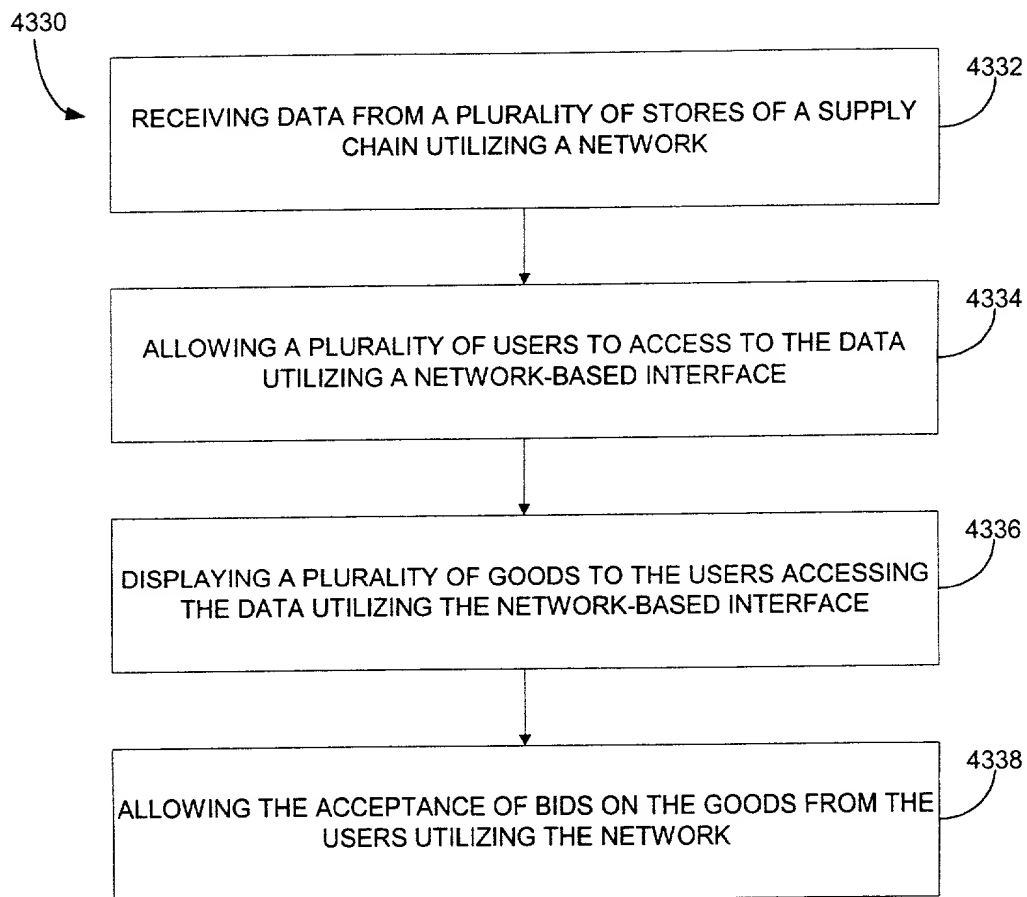 4330
4332
RECEIVING DATA FROM A PLURALITY OF STORES OF A SUPPLY
CHAIN UTILIZING A NETWORK
4334
ALLOWING A PLURALITY OF USERS TO ACCESS TO THE DATA
UTILIZING A NETWORK-BASED INTERFACE
4336
DISPLAYING A PLURALITY OF GOODS TO THE USERS ACCESSING
THE DATA UTILIZING THE NETWORK-BASED INTERFACE
4338
ALLOWING THE ACCEPTANCE OF BIDS ON THE GOODS FROM THE
USERS UTILIZING THE NETWORK